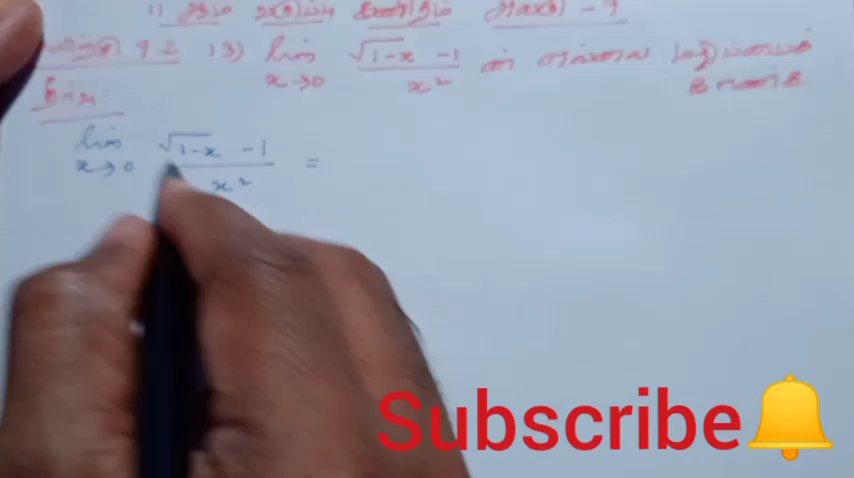 11 ஆம் வகுப்பு கணிதம் அலகு - 9
பயிற்சி 9.2 13) lim x→0 √1-x -1 / x² ன் எல்லை மதிப்பைக் காண்க
தீர்வு:
lim x→0 √1-x -1 / x² =
Subscribe